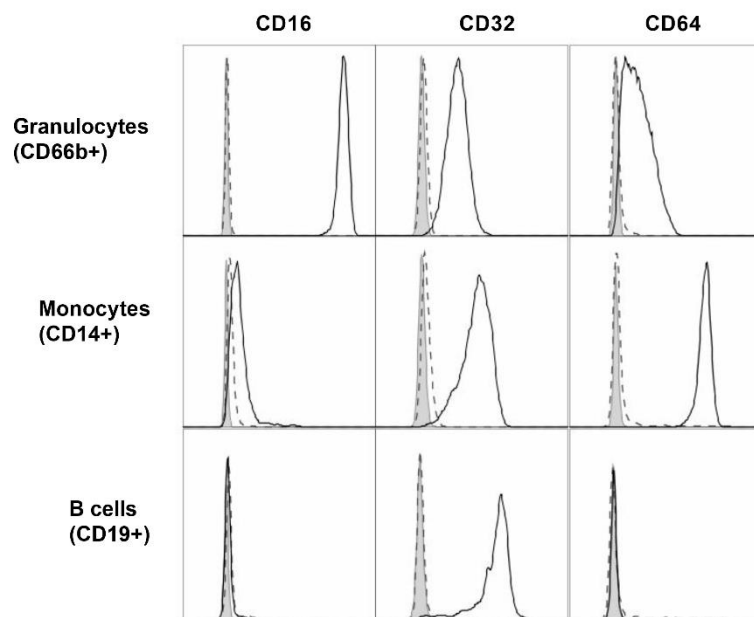 CD16 CD32 CD64
Granulocytes
(CD66b+)
Monocytes
(CD14+)
B cells
(CD19+)